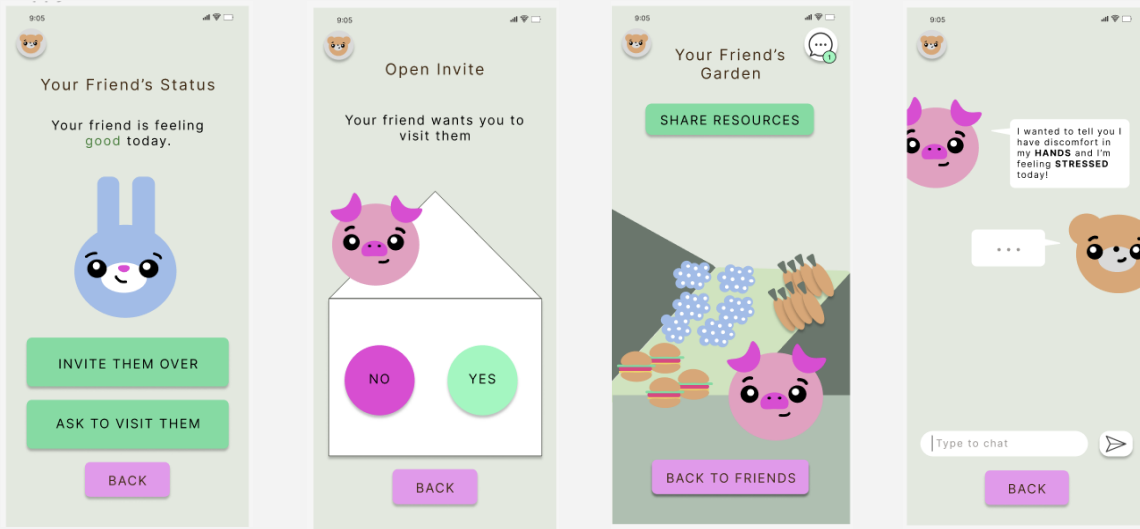 9:05
Your Friend's Status
Your friend is feeling
good today.
INVITE THEM OVER
ASK TO VISIT THEM
BACK
9:05
Open Invite
Your friend wants you to
visit them
NO
YES
BACK
9:05
Your Friend's
Garden
1
SHARE RESOURCES
BACK TO FRIENDS
9:05
I wanted to tell you I
have discomfort in
my HANDS and I'm
feeling STRESSED
today!
...
Type to chat
BACK